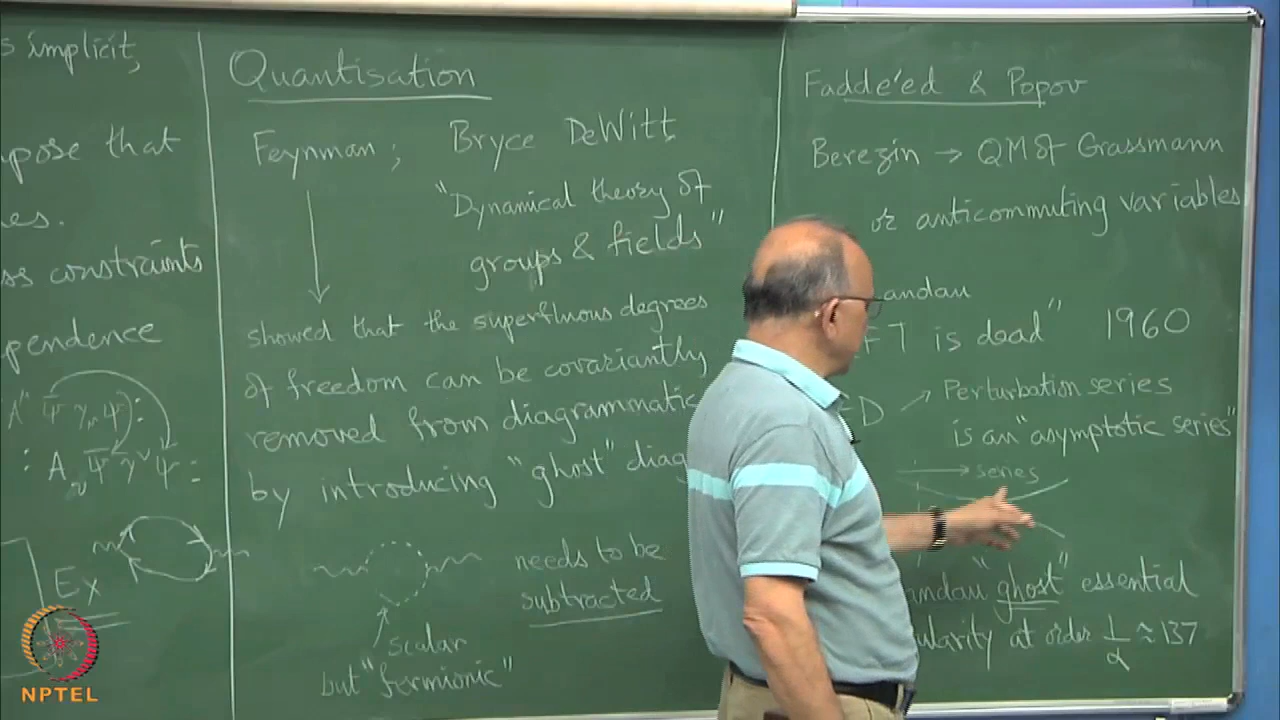 s implicit,
pose that
es.
ss constraints
pendence
A^μ ψ̄ γ_μ ψ :
: A_ν ψ̄ γ^ν ψ :
Ex
Quantisation
Feynman ; Bryce DeWitt
"Dynamical theory of
groups & fields"
showed that the superfluous degrees
of freedom can be covariantly
removed from diagrammatic
by introducing "ghost" diag
needs to be
subtracted
scalar
but "fermionic"
Fadde'ed & Popov
Berezin → QM of Grassmann
or anticommuting variables
andau
FT is dead" 1960
ED → Perturbation series
is an "asymptotic series"
→ series
andau "ghost" essential
ularity at order 1/α ≈ 137
NPTEL